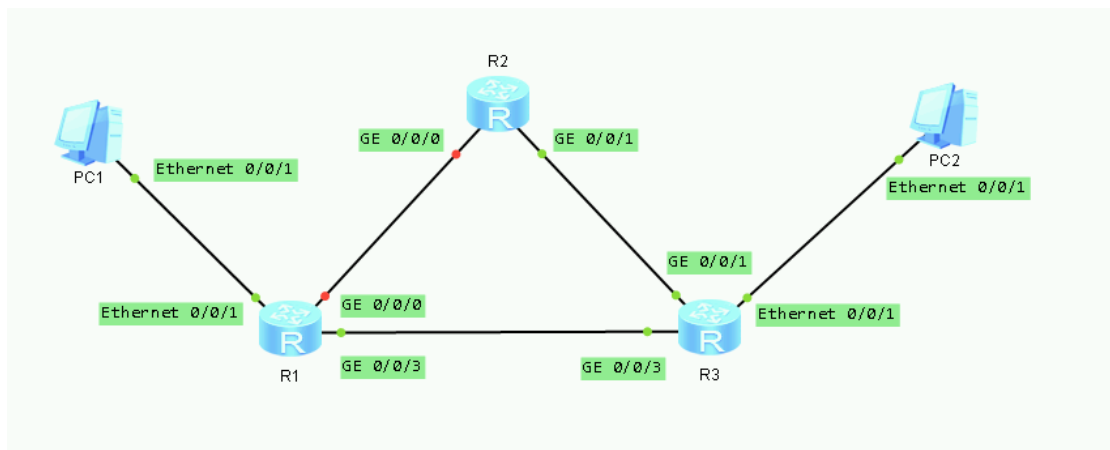 R2
GE 0/0/0
GE 0/0/1
PC1
Ethernet 0/0/1
PC2
Ethernet 0/0/1
GE 0/0/1
Ethernet 0/0/1
GE 0/0/0
Ethernet 0/0/1
R
R
R
GE 0/0/3
GE 0/0/3
R1
R3